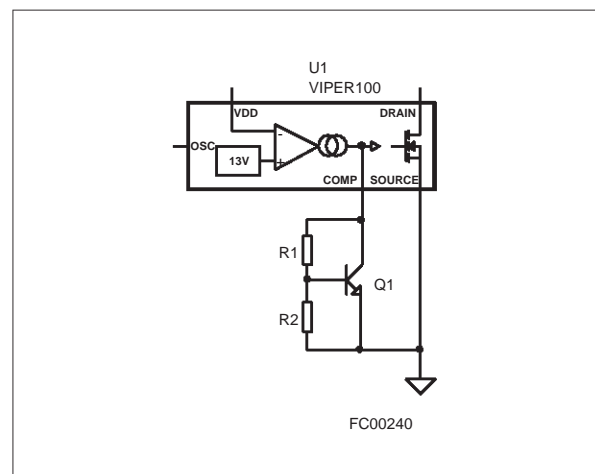 U1
VIPER100
VDD
DRAIN
OSC
-
13V
+
COMP
SOURCE
R1
Q1
R2
FC00240